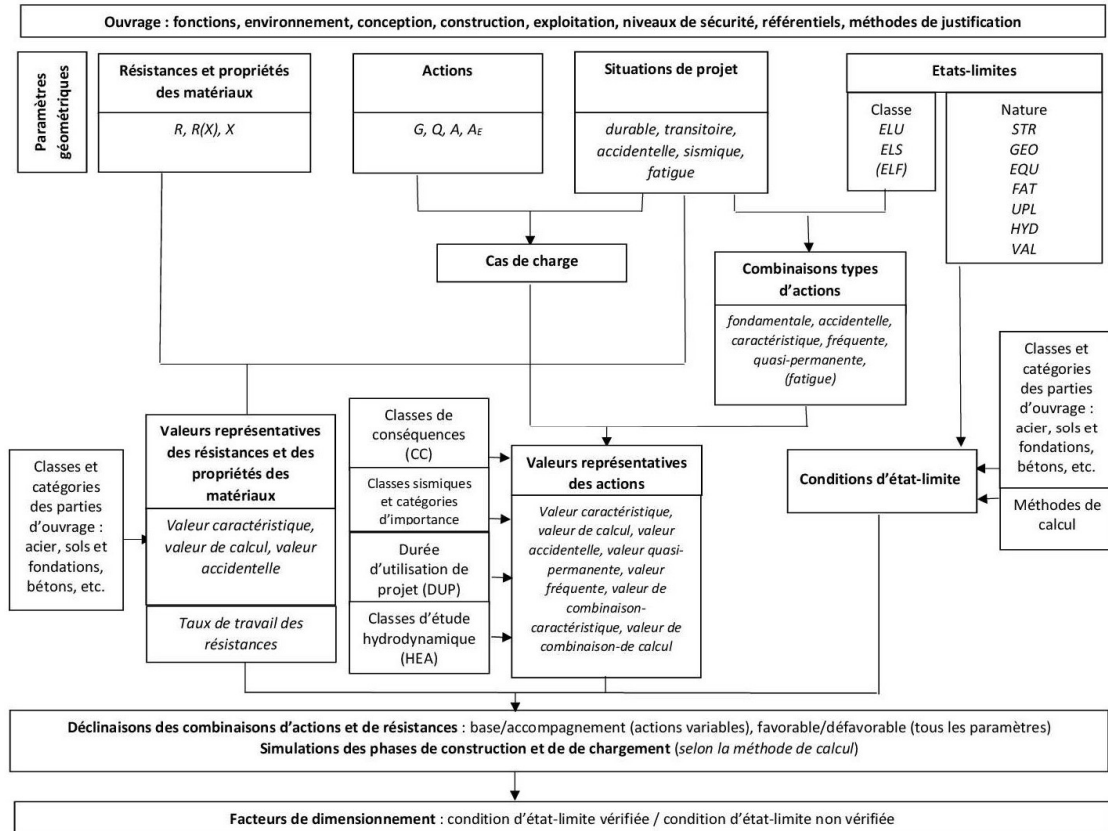 Ouvrage : fonctions, environnement, conception, construction, exploitation, niveaux de sécurité, référentiels, méthodes de justification
Paramètres
géométriques
Résistances et propriétés
des matériaux
R, R(X), X
Actions
G, Q, A, AE
Situations de projet
durable, transitoire,
accidentelle, sismique,
fatigue
Etats-limites
Classe
ELU
ELS
(ELF)
Nature
STR
GEO
EQU
FAT
UPL
HYD
VAL
Cas de charge
Combinaisons types
d’actions
fondamentale, accidentelle,
caractéristique, fréquente,
quasi-permanente,
(fatigue)
Classes et
catégories
des parties
d’ouvrage :
acier, sols et
fondations,
bétons, etc.
Valeurs représentatives
des résistances et des
propriétés des
matériaux
Valeur caractéristique,
valeur de calcul, valeur
accidentelle
Taux de travail des
résistances
Classes de
conséquences
(CC)
Classes sismiques et
catégories
d’importance
Durée
d’utilisation de
projet (DUP)
Classes d’étude
hydrodynamique
(HEA)
Valeurs représentatives
des actions
Valeur caractéristique,
valeur de calcul, valeur
accidentelle, valeur quasi-
permanente, valeur
fréquente, valeur de
combinaison-
caractéristique, valeur de
combinaison-de calcul
Conditions d’état-limite
Classes et
catégories
des parties
d’ouvrage :
acier, sols et
fondations,
bétons, etc.
Méthodes de
calcul
Déclinaisons des combinaisons d’actions et de résistances : base/accompagnement (actions variables), favorable/défavorable (tous les paramètres)
Simulations des phases de construction et de de chargement (selon la méthode de calcul)
Facteurs de dimensionnement : condition d’état-limite vérifiée / condition d’état-limite non vérifiée